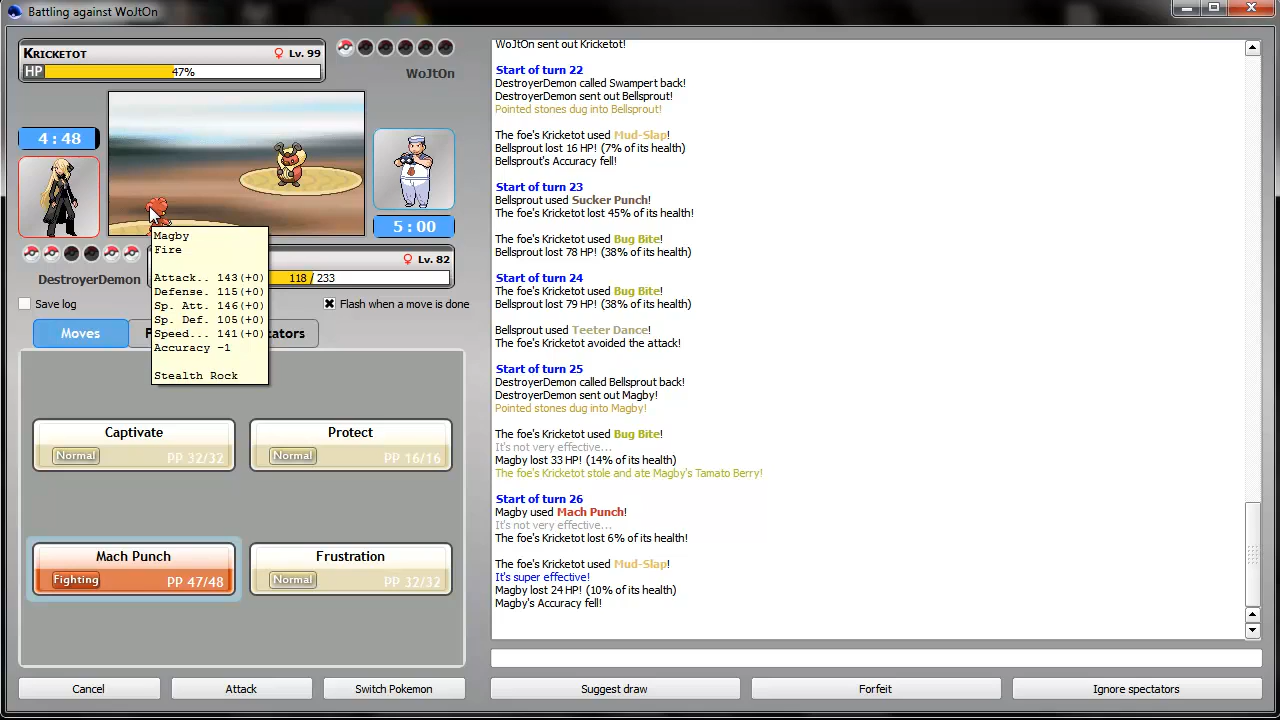 Battling against WoJtOn
KRICKETOT ♀ Lv. 99
HP 47%
WoJtOn
4:48
5:00
DestroyerDemon
♀ Lv. 82
118 / 233
Magby
Fire
Attack.. 143(+0)
Defense. 115(+0)
Sp. Att. 146(+0)
Sp. Def. 105(+0)
Speed... 141(+0)
Accuracy -1
Stealth Rock
Save log
Flash when a move is done
Moves
Captivate
Normal PP 32/32
Protect
Normal PP 16/16
Mach Punch
Fighting PP 47/48
Frustration
Normal PP 32/32
Cancel
Attack
Switch Pokemon
WoJtOn sent out Kricketot!
Start of turn 22
DestroyerDemon called Swampert back!
DestroyerDemon sent out Bellsprout!
Pointed stones dug into Bellsprout!
The foe's Kricketot used Mud-Slap!
Bellsprout lost 16 HP! (7% of its health)
Bellsprout's Accuracy fell!
Start of turn 23
Bellsprout used Sucker Punch!
The foe's Kricketot lost 45% of its health!
The foe's Kricketot used Bug Bite!
Bellsprout lost 78 HP! (38% of its health)
Start of turn 24
The foe's Kricketot used Bug Bite!
Bellsprout lost 79 HP! (38% of its health)
Bellsprout used Teeter Dance!
The foe's Kricketot avoided the attack!
Start of turn 25
DestroyerDemon called Bellsprout back!
DestroyerDemon sent out Magby!
Pointed stones dug into Magby!
The foe's Kricketot used Bug Bite!
It's not very effective...
Magby lost 33 HP! (14% of its health)
The foe's Kricketot stole and ate Magby's Tamato Berry!
Start of turn 26
Magby used Mach Punch!
It's not very effective...
The foe's Kricketot lost 6% of its health!
The foe's Kricketot used Mud-Slap!
It's super effective!
Magby lost 24 HP! (10% of its health)
Magby's Accuracy fell!
Suggest draw
Forfeit
Ignore spectators